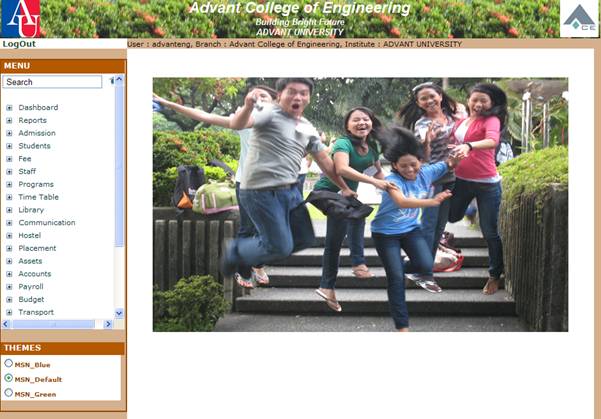 AU
Advant College of Engineering
Building Bright Future
ADVANT UNIVERSITY
ACE
LogOut
User : advanteng, Branch : Advant College of Engineering, Institute : ADVANT UNIVERSITY
MENU
Search
Dashboard
Reports
Admission
Students
Fee
Staff
Programs
Time Table
Library
Communication
Hostel
Placement
Assets
Accounts
Payroll
Budget
Transport
THEMES
MSN_Blue
MSN_Default
MSN_Green